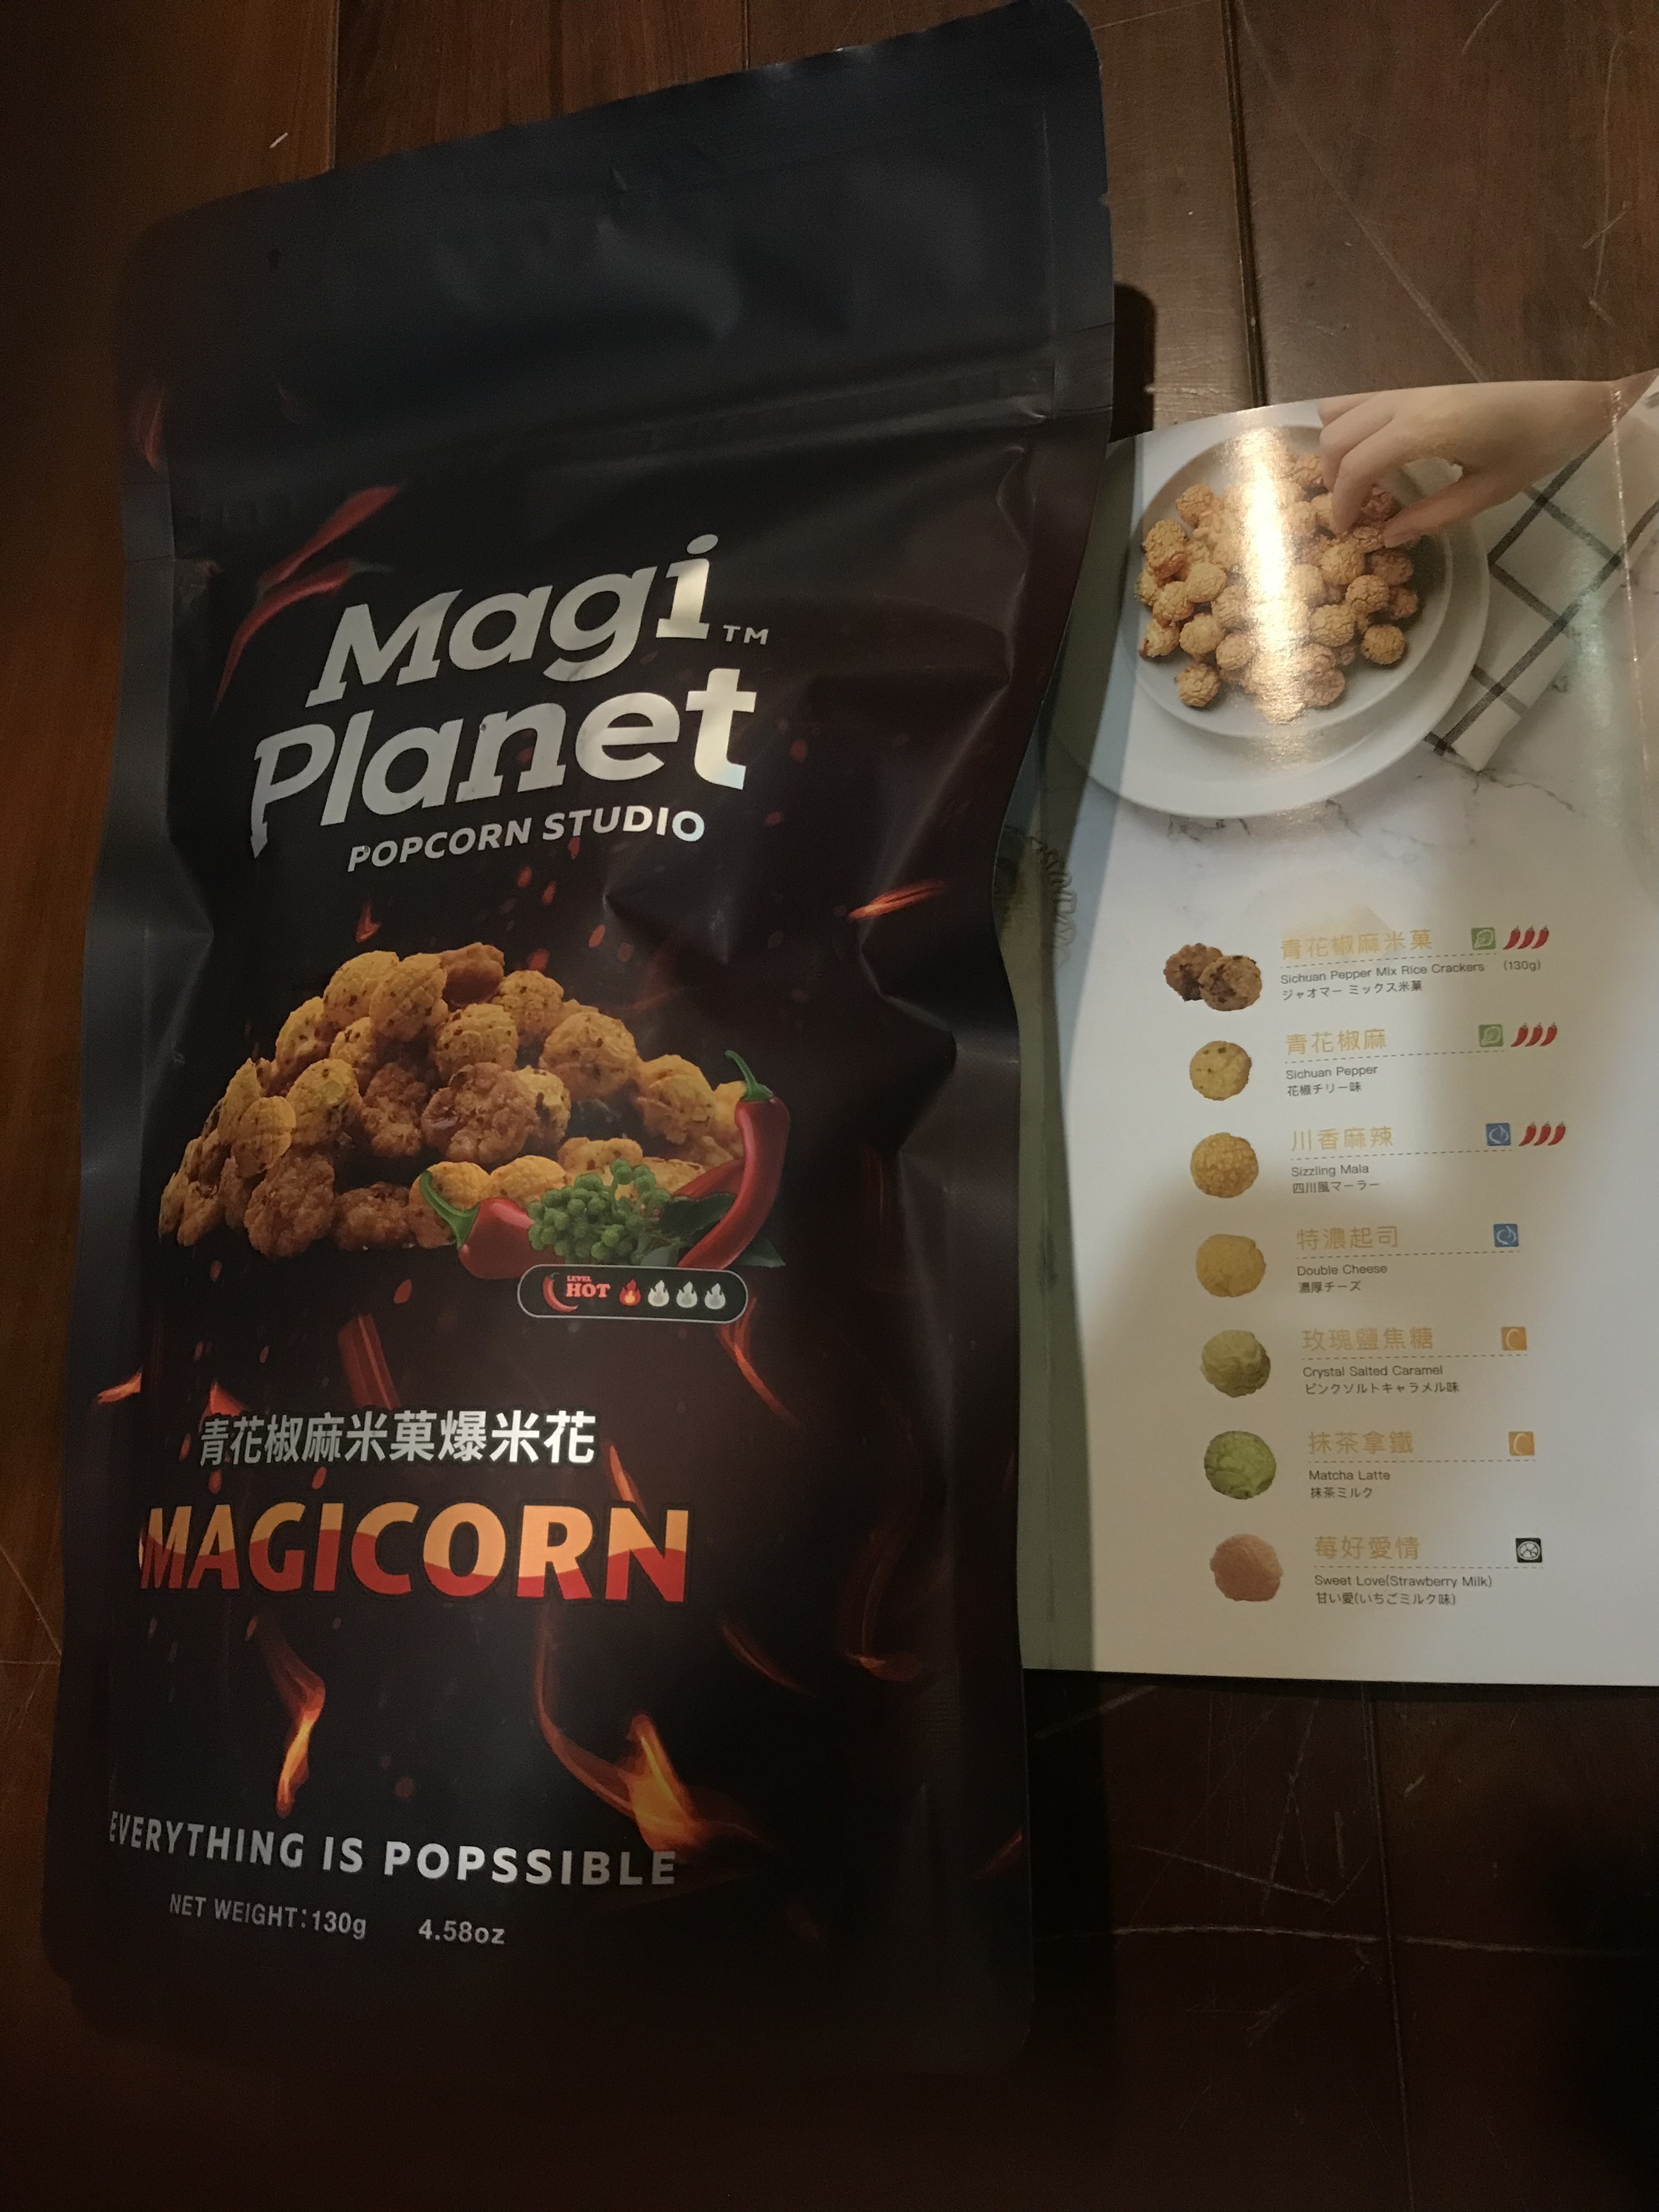 Magi™
Planet
POPCORN STUDIO
LEVEL
HOT
青花椒麻米菓爆米花
MAGICORN
EVERYTHING IS POPSSIBLE
NET WEIGHT:130g 4.58oz
青花椒麻米菓
Sichuan Pepper Mix Rice Crackers (130g)
ジャオマー ミックス米菓
青花椒麻
Sichuan Pepper
花椒チリー味
川香麻辣
Sizzling Mala
四川風マーラー
特濃起司
Double Cheese
濃厚チーズ
玫瑰鹽焦糖
Crystal Salted Caramel
ピンクソルトキャラメル味
抹茶拿鐵
Matcha Latte
抹茶ミルク
莓好愛情
Sweet Love(Strawberry Milk)
甘い愛(いちごミルク味)